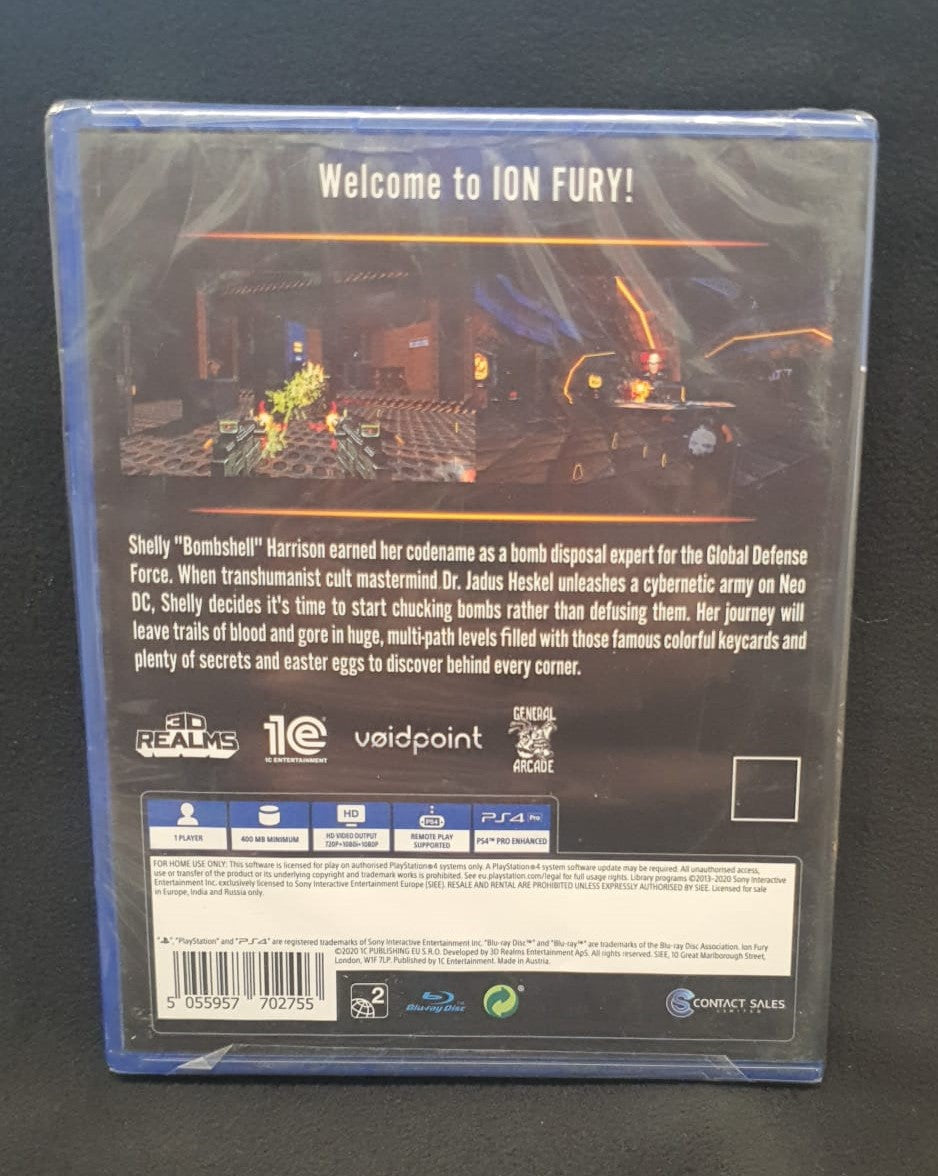 Welcome to ION FURY!
Shelly "Bombshell" Harrison earned her codename as a bomb disposal expert for the Global Defense
Force. When transhumanist cult mastermind Dr. Jadus Heskel unleashes a cybernetic army on Neo
DC, Shelly decides it's time to start chucking bombs rather than defusing them. Her journey will
leave trails of blood and gore in huge, multi-path levels filled with those famous colorful keycards and
plenty of secrets and easter eggs to discover behind every corner.
3D
REALMS
1C
1C ENTERTAINMENT
vøidpoint
GENERAL
ARCADE
1 PLAYER
400 MB MINIMUM
HD
HD VIDEO OUTPUT
720P•1080i•1080P
PS4
REMOTE PLAY
SUPPORTED
PS4 Pro
PS4™ PRO ENHANCED
FOR HOME USE ONLY: This software is licensed for play on authorised PlayStation®4 systems only. A PlayStation®4 system software update may be required. All unauthorised access,
use or transfer of the product or its underlying copyright and trademark works is prohibited. See eu.playstation.com/legal for full usage rights. Library programs ©2013-2020 Sony Interactive
Entertainment Inc. exclusively licensed to Sony Interactive Entertainment Europe (SIEE). RESALE AND RENTAL ARE PROHIBITED UNLESS EXPRESSLY AUTHORISED BY SIEE. Licensed for sale
in Europe, India and Russia only.
", "PlayStation" and "PS4" are registered trademarks of Sony Interactive Entertainment Inc. "Blu-ray Disc™" and "Blu-ray™" are trademarks of the Blu-ray Disc Association. Ion Fury
©2020 1C PUBLISHING EU S.R.O. Developed by 3D Realms Entertainment ApS. All rights reserved. SIEE, 10 Great Marlborough Street,
London, W1F 7LP. Published by 1C Entertainment. Made in Austria.
5 055957 702755
2
Blu-ray Disc™
®
CONTACT SALES
LIMITED